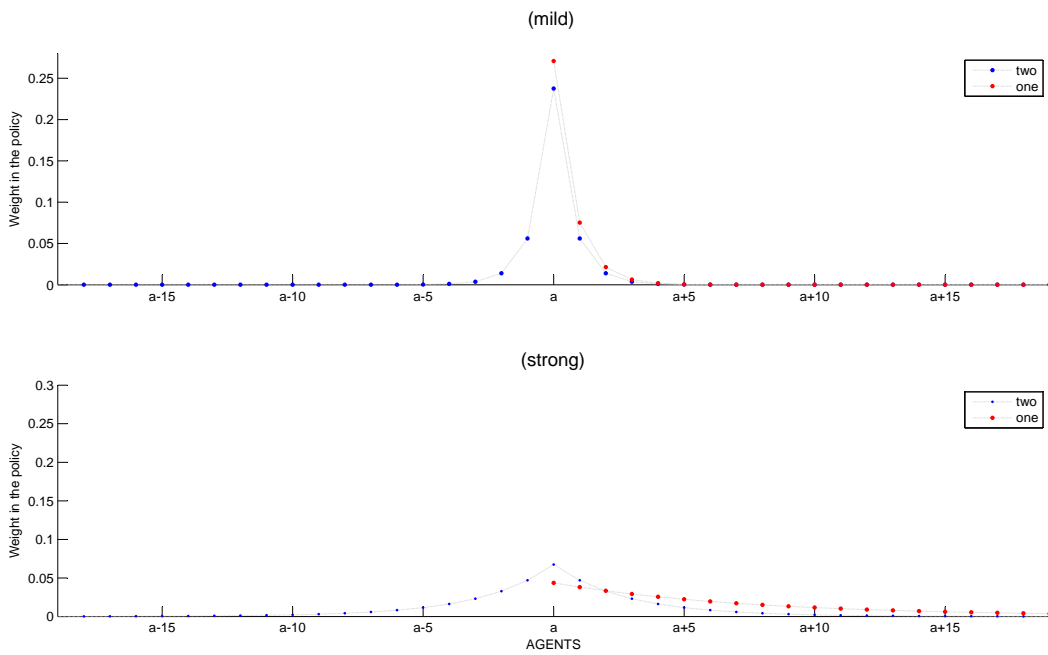 (mild)
Weight in the policy
0.25
0.2
0.15
0.1
0.05
0
a-15
a-10
a-5
a
a+5
a+10
a+15
two
one
(strong)
Weight in the policy
0.3
0.25
0.2
0.15
0.1
0.05
0
a-15
a-10
a-5
a
a+5
a+10
a+15
AGENTS
two
one